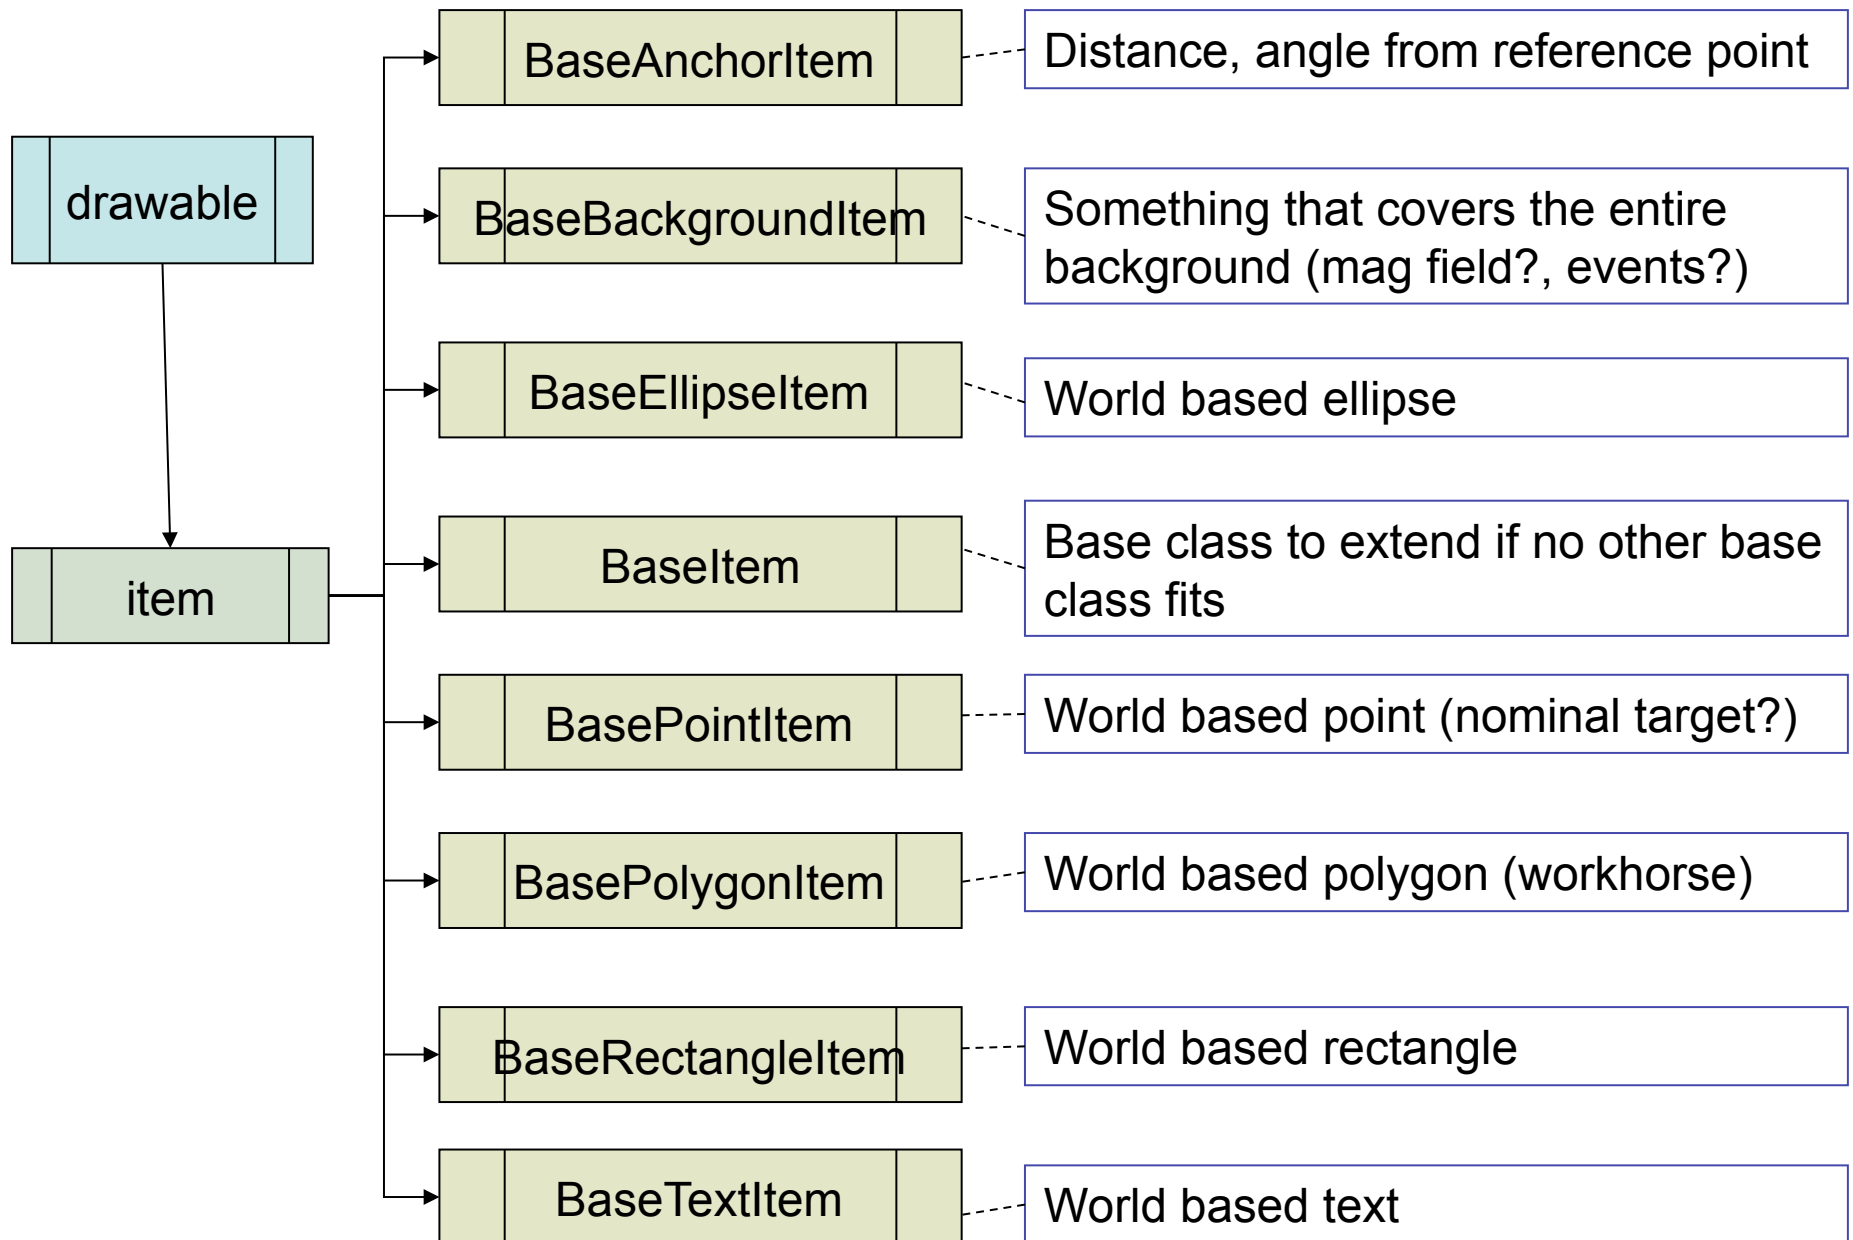 BaseAnchorItem
Distance, angle from reference point
drawable
BaseBackgroundItem
Something that covers the entire
background (mag field?, events?)
BaseEllipseItem
World based ellipse
item
BaseItem
Base class to extend if no other base
class fits
BasePointItem
World based point (nominal target?)
BasePolygonItem
World based polygon (workhorse)
BaseRectangleItem
World based rectangle
BaseTextItem
World based text